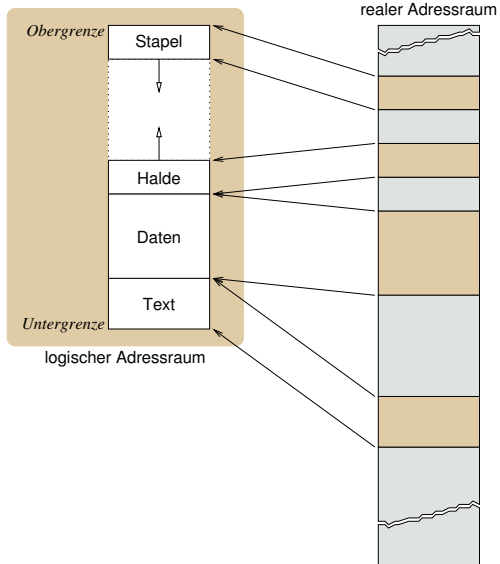 realer Adressraum
Obergrenze
Stapel
Halde
Daten
Text
Untergrenze
logischer Adressraum